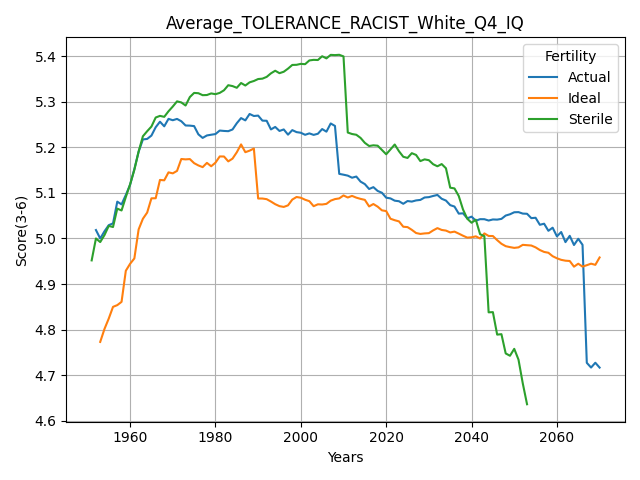 Average_TOLERANCE_RACIST_White_Q4_IQ
Fertility
Actual
Ideal
Sterile
Score(3-6)
5.4
5.3
5.2
5.1
5.0
4.9
4.8
4.7
4.6
1960 1980 2000 2020 2040 2060
Years